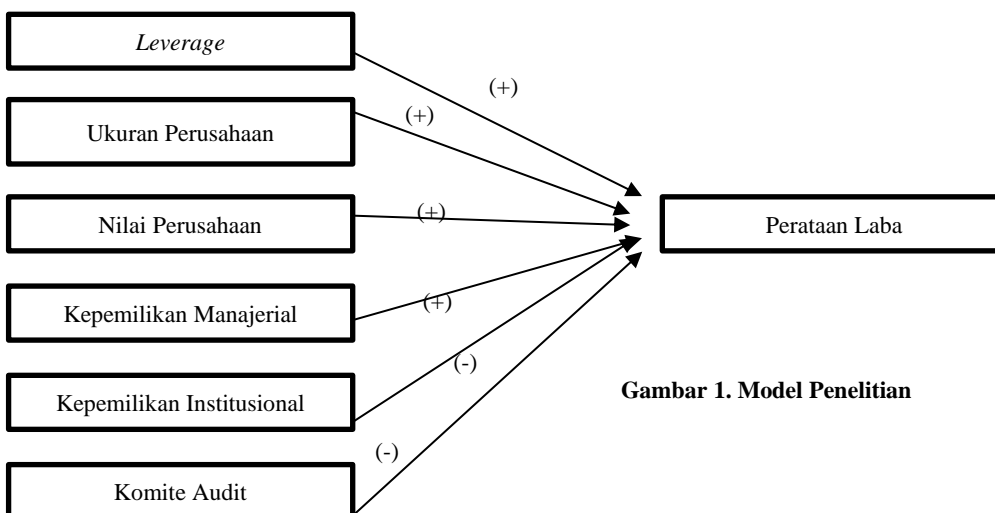 Leverage
(+)
Ukuran Perusahaan
(+)
Nilai Perusahaan
(+)
Perataan Laba
Kepemilikan Manajerial
(+)
(-)
Kepemilikan Institusional
Gambar 1. Model Penelitian
(-)
Komite Audit